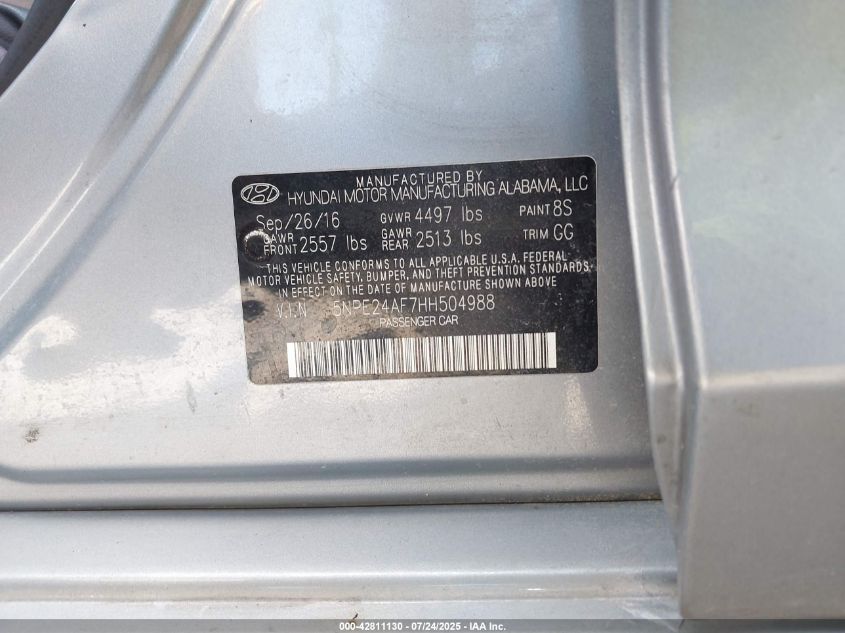 MANUFACTURED BY
HYUNDAI MOTOR MANUFACTURING ALABAMA, LLC
Sep/26/16 GVWR 4497 lbs PAINT 8S
GAWR FRONT 2557 lbs GAWR REAR 2513 lbs TRIM GG
THIS VEHICLE CONFORMS TO ALL APPLICABLE U.S.A. FEDERAL
MOTOR VEHICLE SAFETY, BUMPER, AND THEFT PREVENTION STANDARDS
IN EFFECT ON THE DATE OF MANUFACTURE SHOWN ABOVE
V.I.N 5NPE24AF7HH504988
PASSENGER CAR
000-42811130 - 07/24/2025 - IAA Inc.